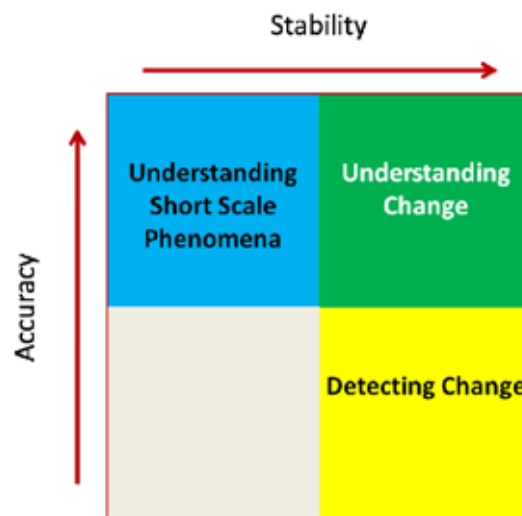 Stability
Accuracy
Understanding
Short Scale
Phenomena
Understanding
Change
Detecting Change